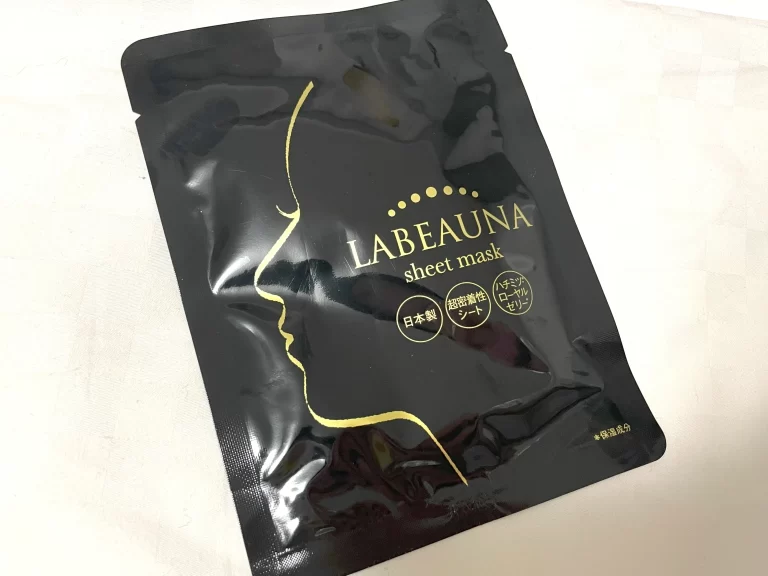 LABEAUNA
sheet mask
日本製
超密着性
シート
ハチミツ*
ローヤル
ゼリー*
*保湿成分